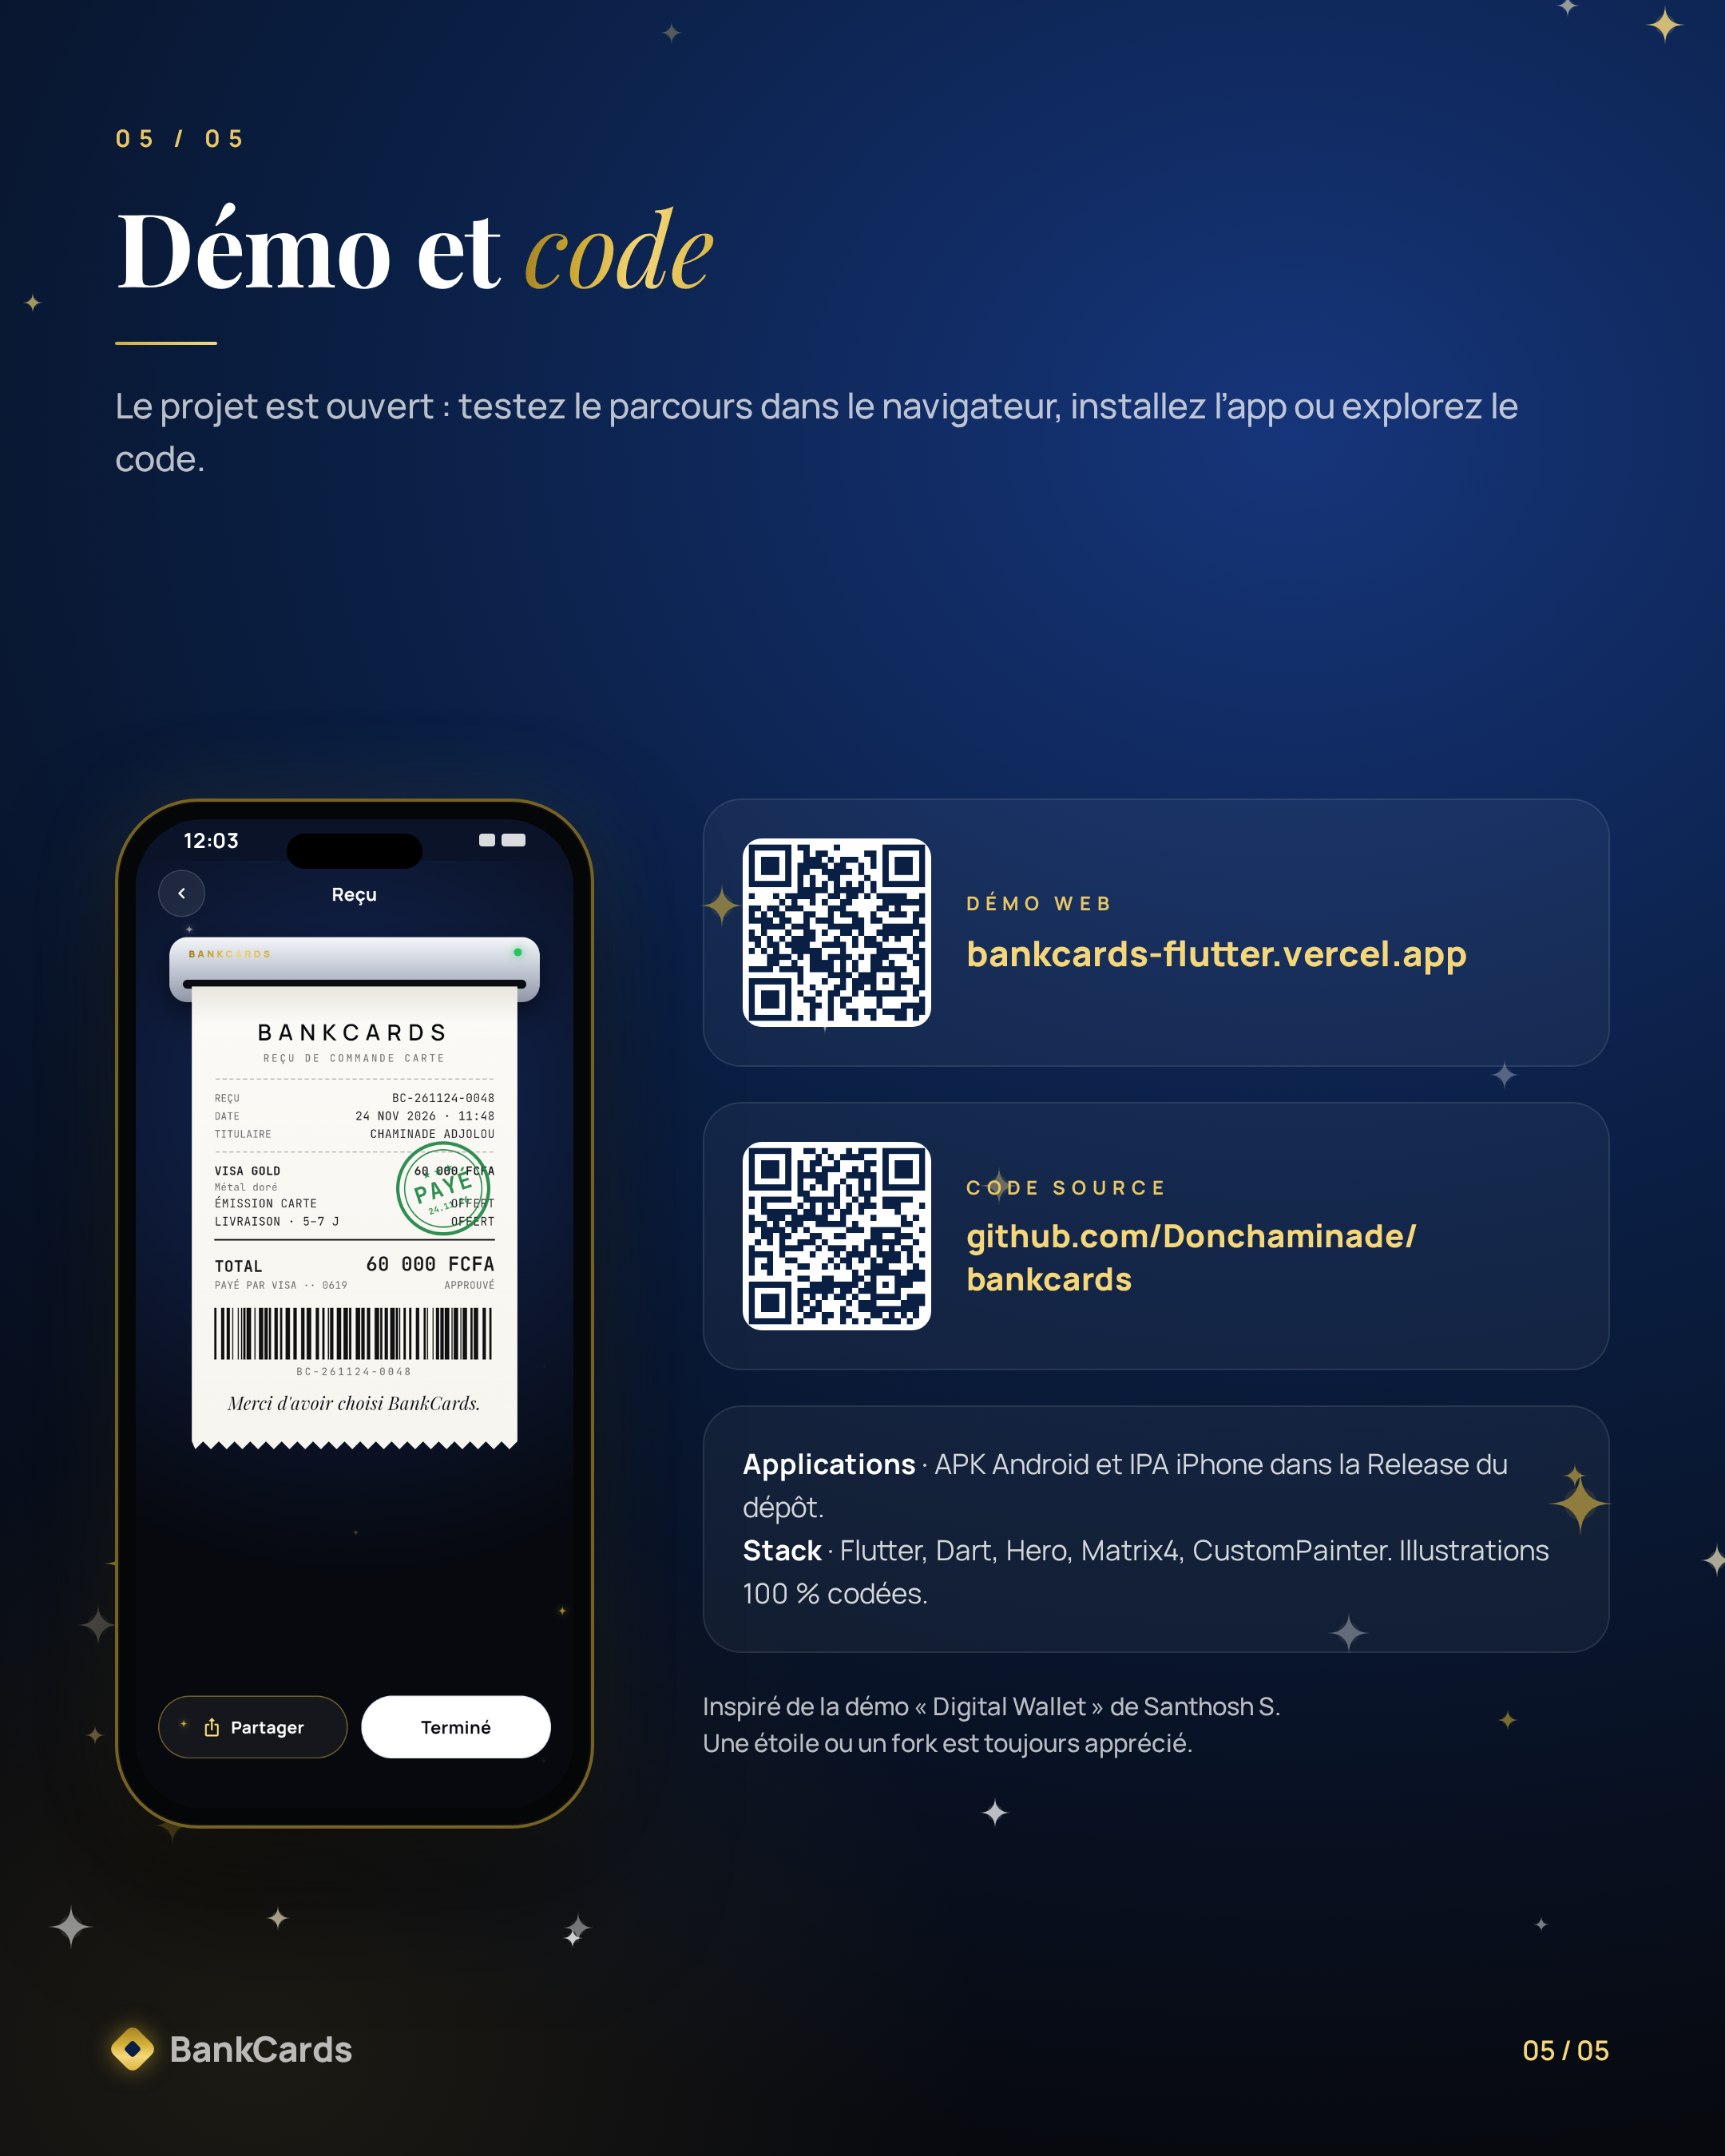 05 / 05
Démo et code
Le projet est ouvert : testez le parcours dans le navigateur, installez l'app ou explorez le
code.
12:03
Reçu
BANKCARDS
BANKCARDS
REÇU DE COMMANDE CARTE
REÇU BC-261124-0048
DATE 24 NOV 2026 · 11:48
TITULAIRE CHAMINADE ADJOLOU
VISA GOLD 60 000 FCFA
Métal doré
PAYÉ
ÉMISSION CARTE OFFERT
LIVRAISON · 5-7 J OFFERT
TOTAL 60 000 FCFA
PAYÉ PAR VISA ·· 0619 APPROUVÉ
BC-261124-0048
Merci d'avoir choisi BankCards.
Partager
Terminé
DÉMO WEB
bankcards-flutter.vercel.app
CODE SOURCE
github.com/Donchaminade/
bankcards
Applications · APK Android et IPA iPhone dans la Release du
dépôt.
Stack · Flutter, Dart, Hero, Matrix4, CustomPainter. Illustrations
100 % codées.
Inspiré de la démo « Digital Wallet » de Santhosh S.
Une étoile ou un fork est toujours apprécié.
BankCards
05 / 05